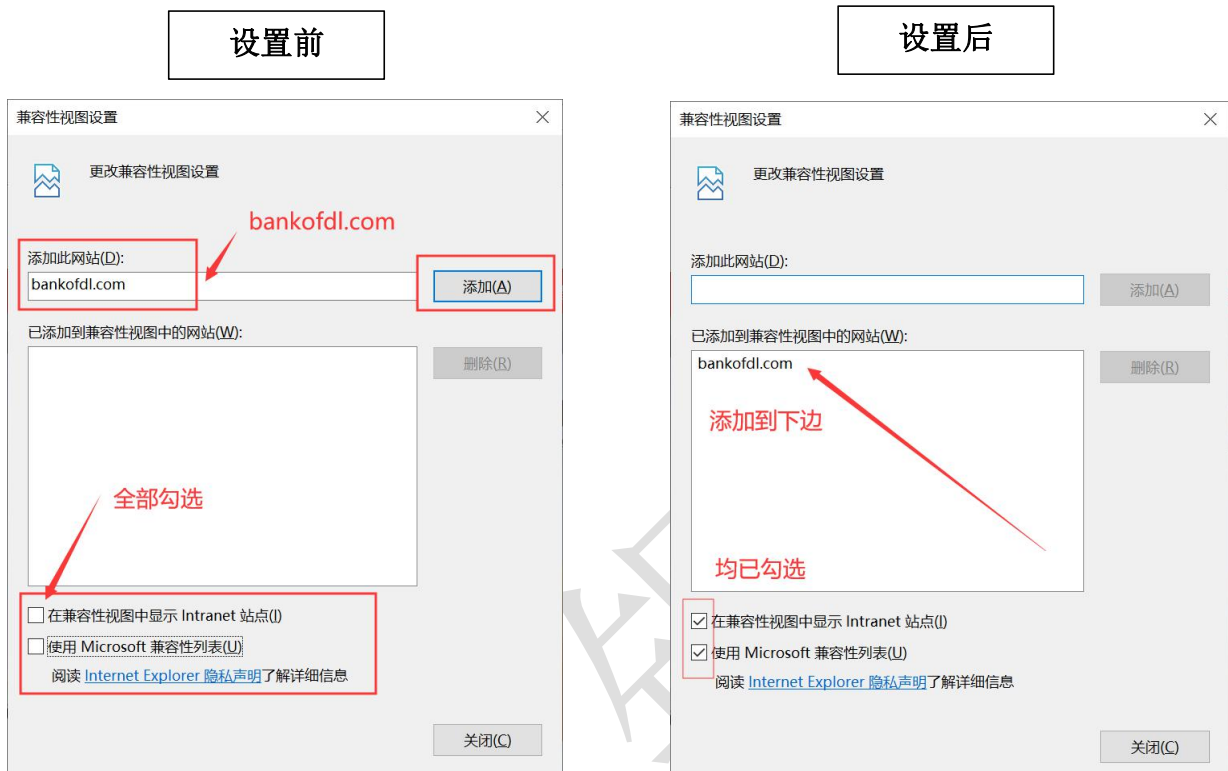 设置前
兼容性视图设置
更改兼容性视图设置
bankofdl.com
添加此网站(D):
bankofdl.com
添加(A)
已添加到兼容性视图中的网站(W):
删除(R)
全部勾选
在兼容性视图中显示 Intranet 站点(I)
使用 Microsoft 兼容性列表(U)
阅读 Internet Explorer 隐私声明了解详细信息
关闭(C)
设置后
兼容性视图设置
更改兼容性视图设置
添加此网站(D):
添加(A)
已添加到兼容性视图中的网站(W):
bankofdl.com
删除(R)
添加到下边
均已勾选
在兼容性视图中显示 Intranet 站点(I)
使用 Microsoft 兼容性列表(U)
阅读 Internet Explorer 隐私声明了解详细信息
关闭(C)